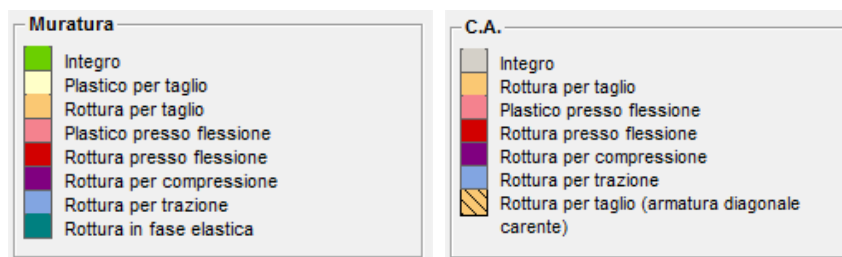 Muratura
Integro
Plastico per taglio
Rottura per taglio
Plastico presso flessione
Rottura presso flessione
Rottura per compressione
Rottura per trazione
Rottura in fase elastica
C.A.
Integro
Rottura per taglio
Plastico presso flessione
Rottura presso flessione
Rottura per compressione
Rottura per trazione
Rottura per taglio (armatura diagonale
carente)